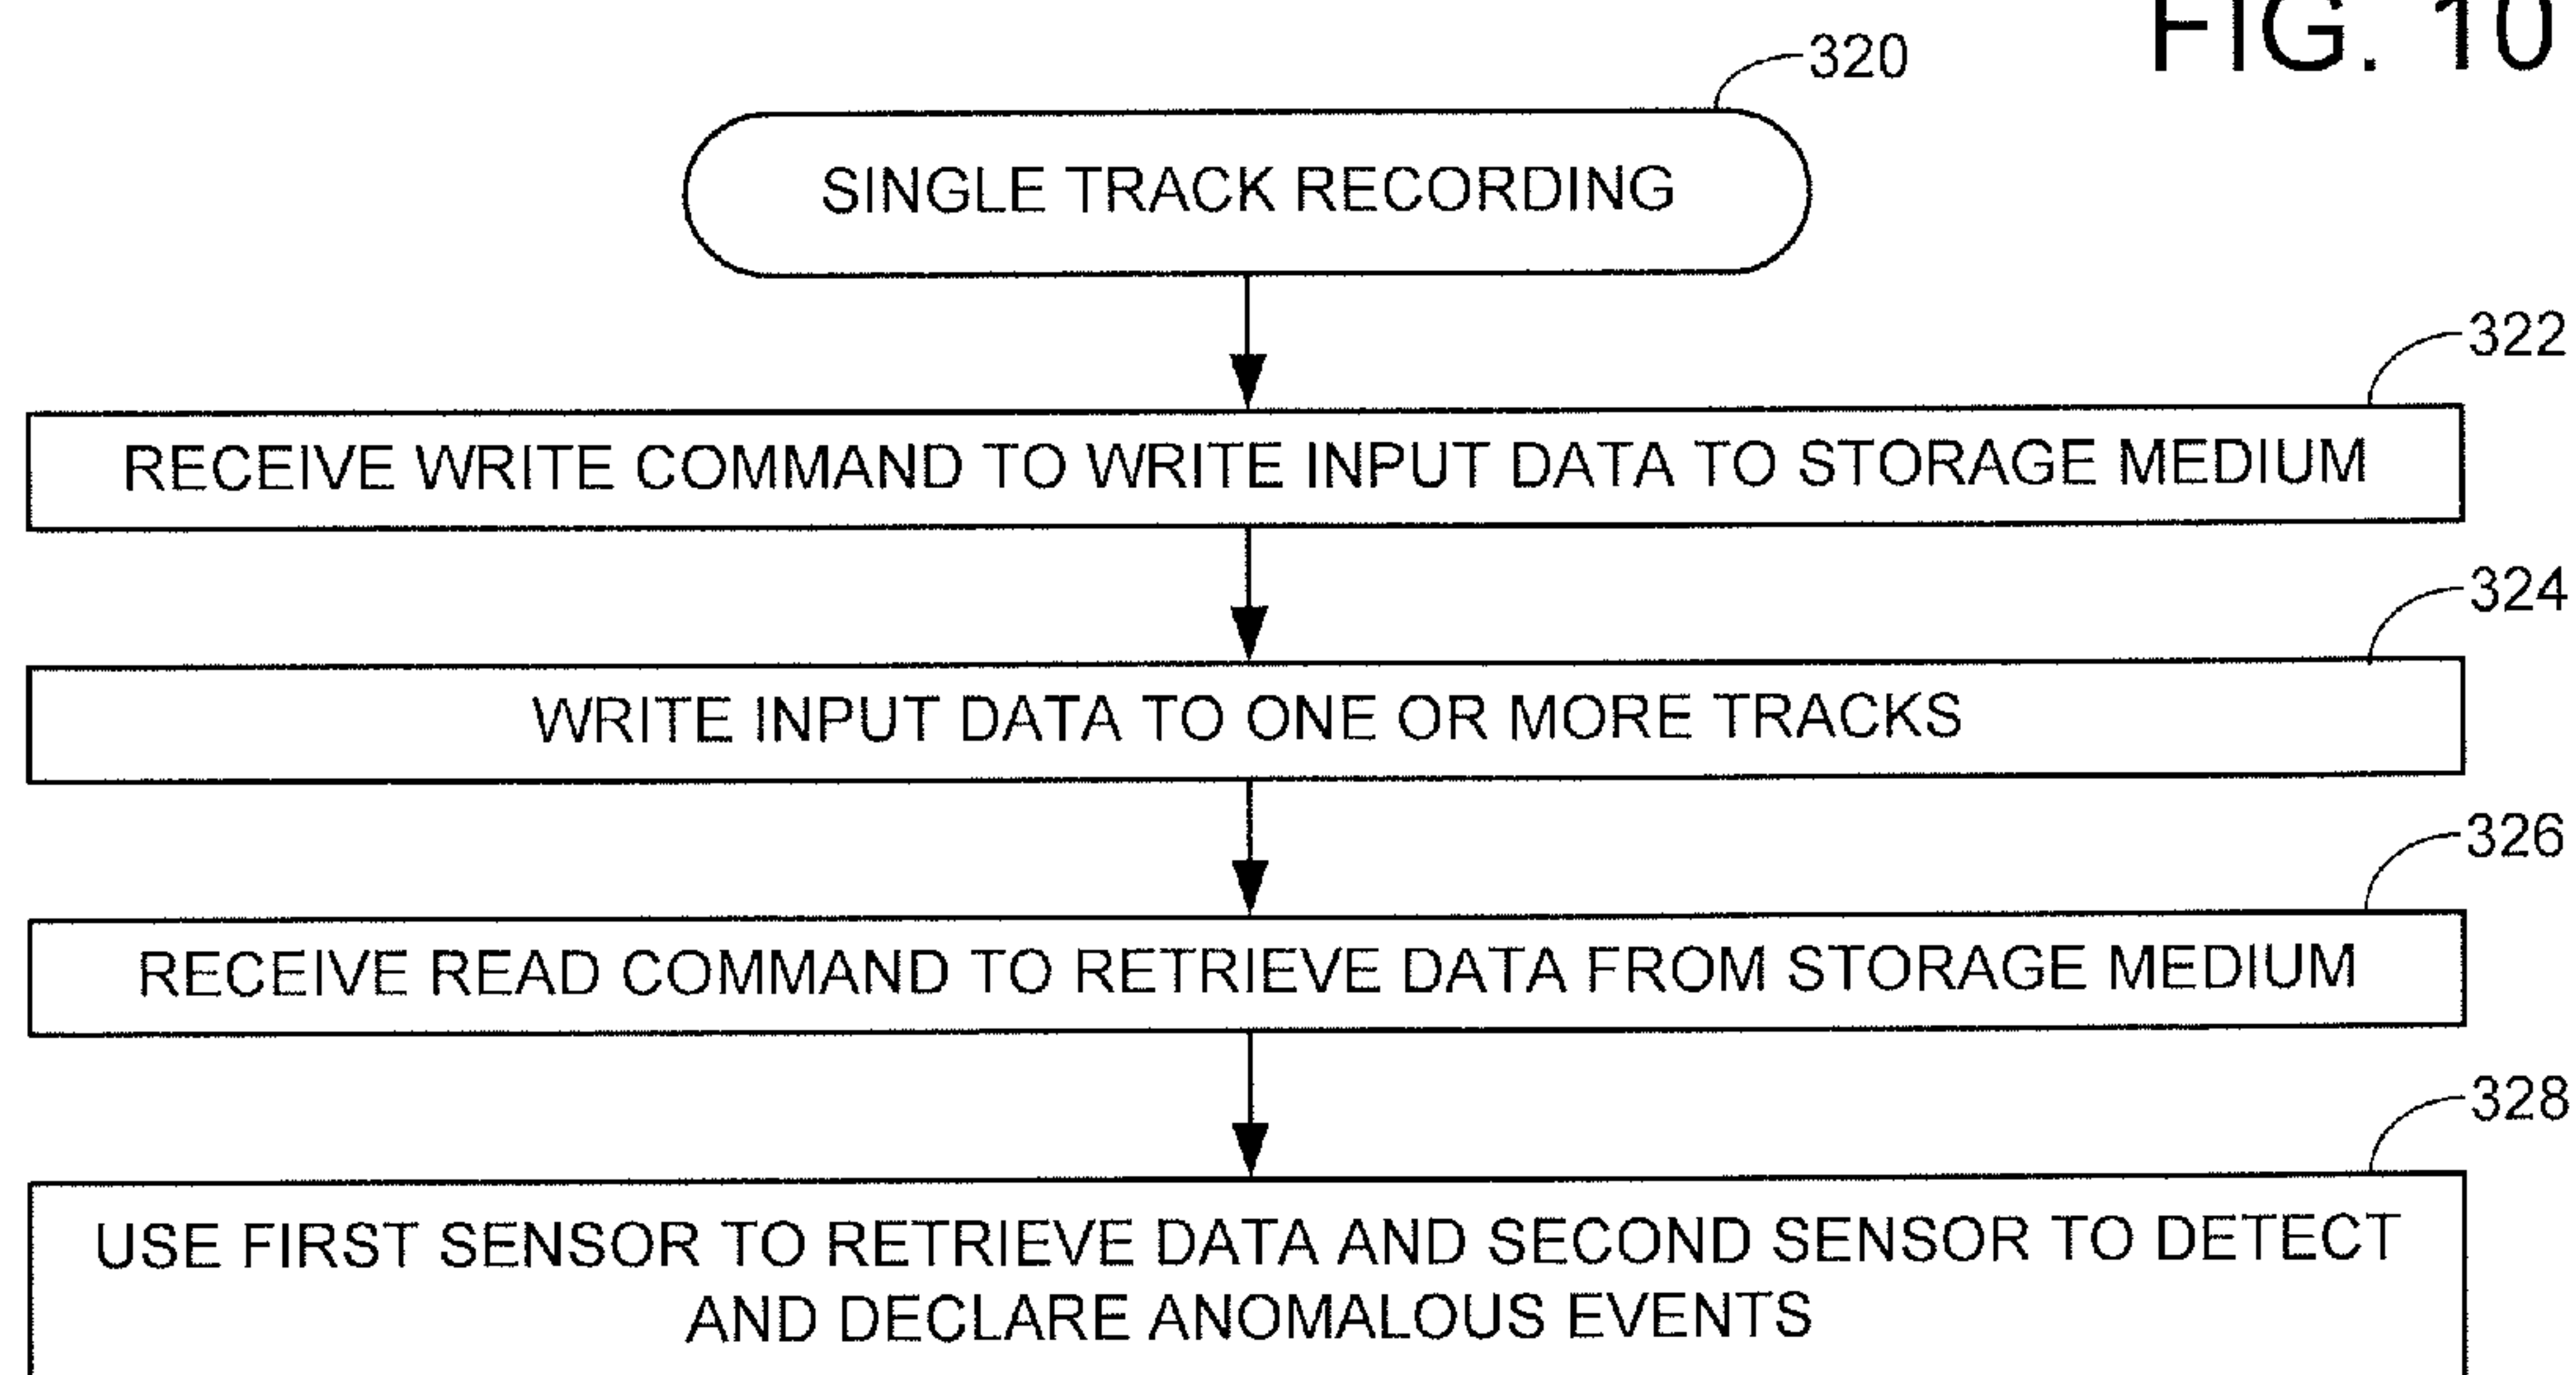 FIG. 10
320
SINGLE TRACK RECORDING
322
RECEIVE WRITE COMMAND TO WRITE INPUT DATA TO STORAGE MEDIUM
324
WRITE INPUT DATA TO ONE OR MORE TRACKS
326
RECEIVE READ COMMAND TO RETRIEVE DATA FROM STORAGE MEDIUM
328
USE FIRST SENSOR TO RETRIEVE DATA AND SECOND SENSOR TO DETECT
AND DECLARE ANOMALOUS EVENTS